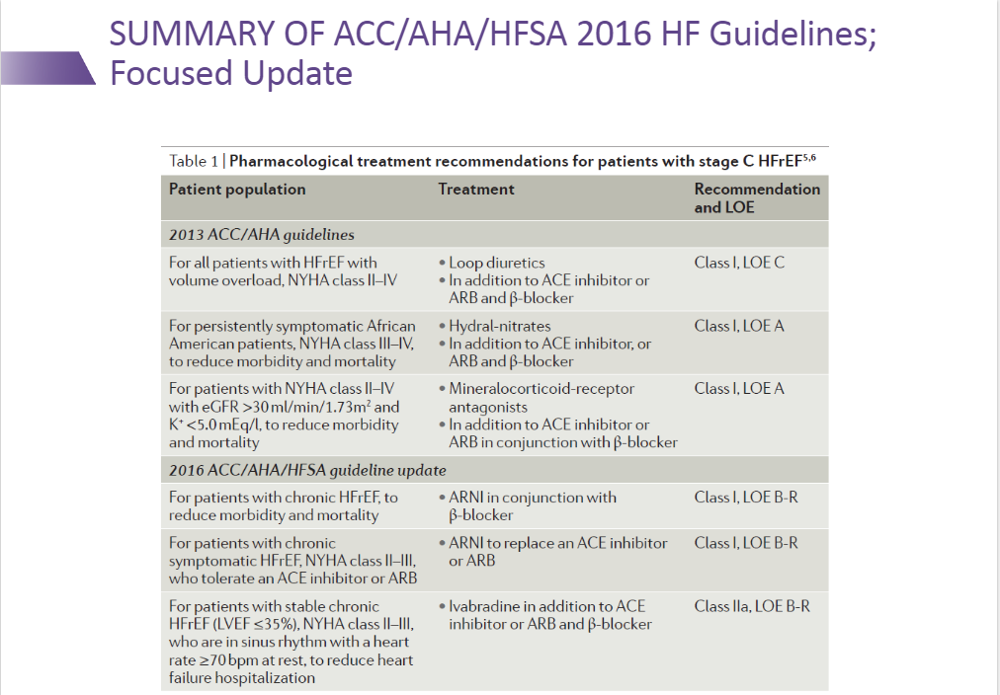 SUMMARY OF ACC/AHA/HFSA 2016 HF Guidelines;
Focused Update
Table 1 | Pharmacological treatment recommendations for patients with stage C HFrEF5,6
Patient population Treatment Recommendation
and LOE
2013 ACC/AHA guidelines
For all patients with HFrEF with
volume overload, NYHA class II–IV
• Loop diuretics
• In addition to ACE inhibitor or
ARB and β-blocker
Class I, LOE C
For persistently symptomatic African
American patients, NYHA class III–IV,
to reduce morbidity and mortality
• Hydral-nitrates
• In addition to ACE inhibitor, or
ARB and β-blocker
Class I, LOE A
For patients with NYHA class II–IV
with eGFR >30 ml/min/1.73 m² and
K⁺ <5.0 mEq/l, to reduce morbidity
and mortality
• Mineralocorticoid-receptor
antagonists
• In addition to ACE inhibitor or
ARB in conjunction with β-blocker
Class I, LOE A
2016 ACC/AHA/HFSA guideline update
For patients with chronic HFrEF, to
reduce morbidity and mortality
• ARNI in conjunction with
β-blocker
Class I, LOE B-R
For patients with chronic
symptomatic HFrEF, NYHA class II–III,
who tolerate an ACE inhibitor or ARB
• ARNI to replace an ACE inhibitor
or ARB
Class I, LOE B-R
For patients with stable chronic
HFrEF (LVEF ≤35%), NYHA class II–III,
who are in sinus rhythm with a heart
rate ≥70 bpm at rest, to reduce heart
failure hospitalization
• Ivabradine in addition to ACE
inhibitor or ARB and β-blocker
Class IIa, LOE B-R